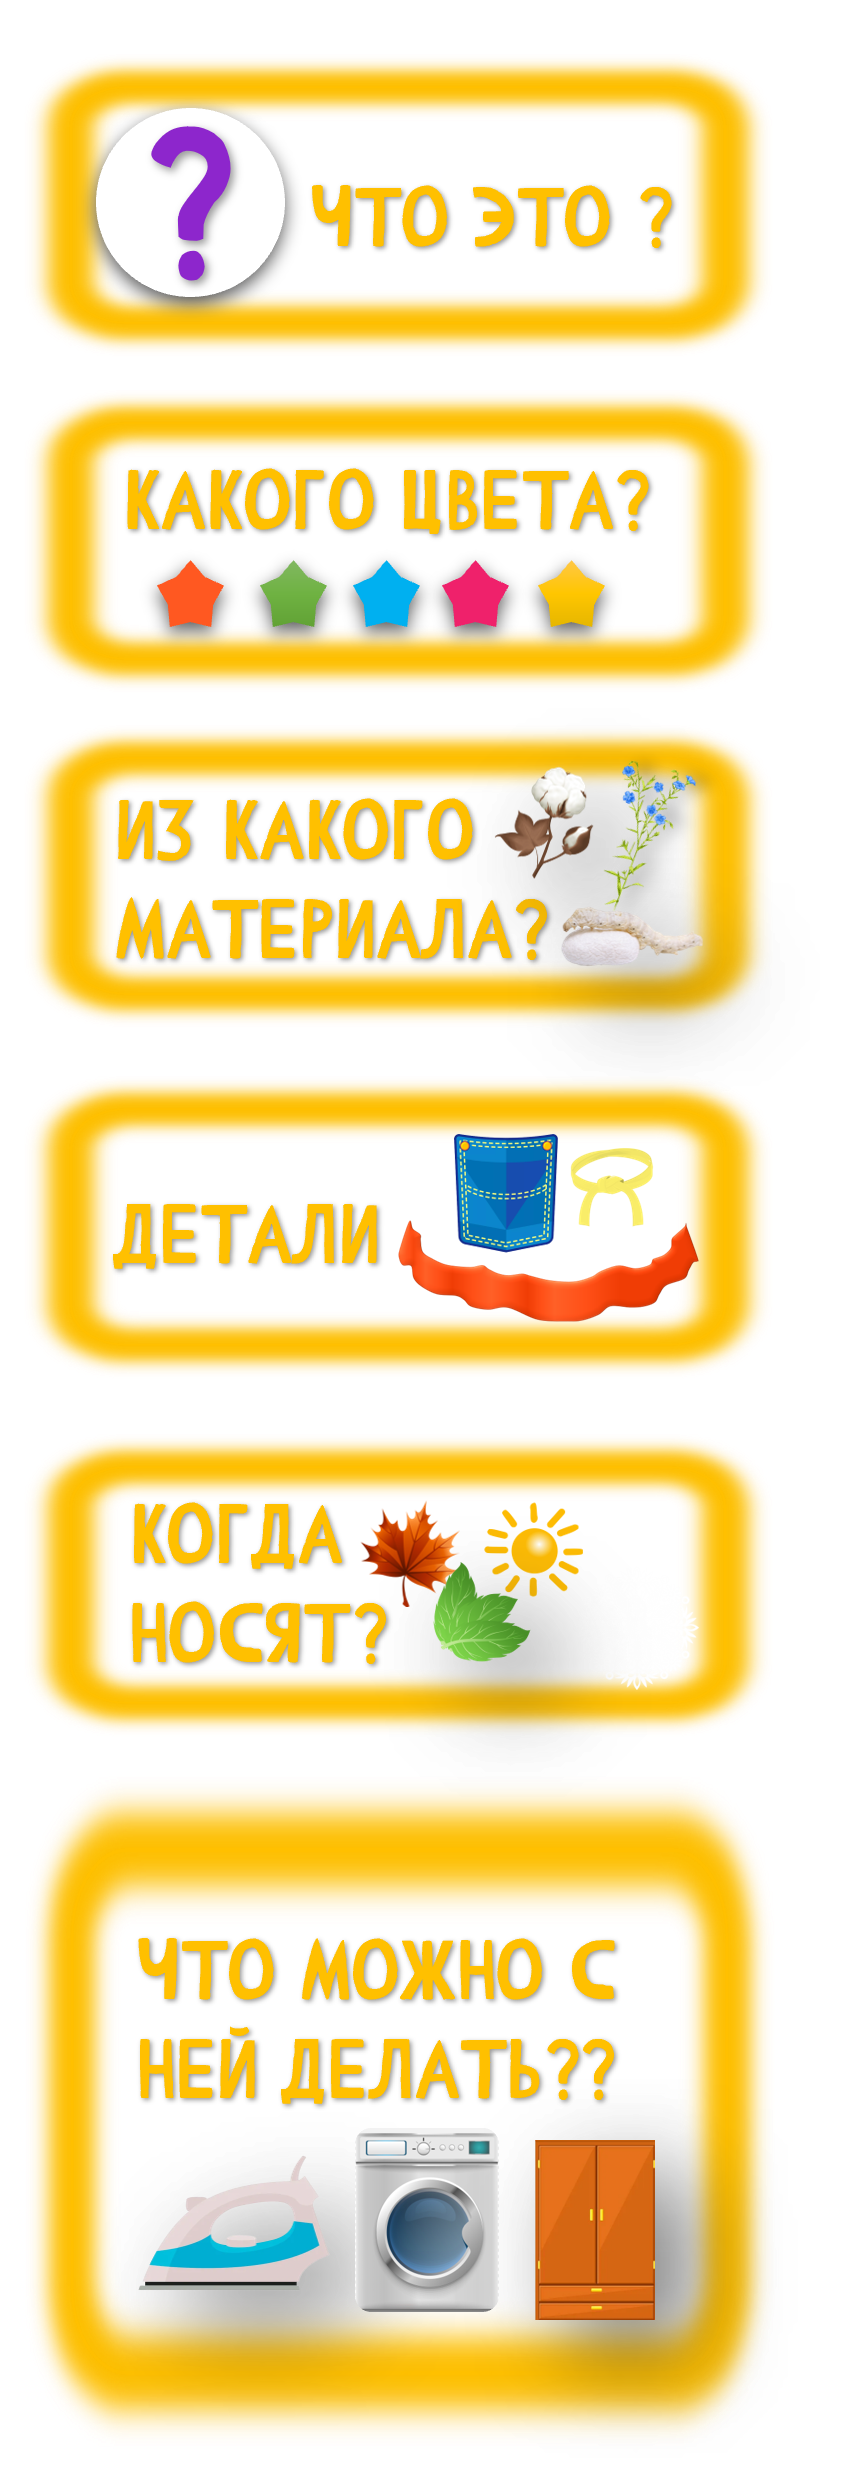 ?
ЧТО ЭТО ?
КАКОГО ЦВЕТА?
ИЗ КАКОГО
МАТЕРИАЛА?
ДЕТАЛИ
КОГДА
НОСЯТ?
ЧТО МОЖНО С
НЕЙ ДЕЛАТЬ??